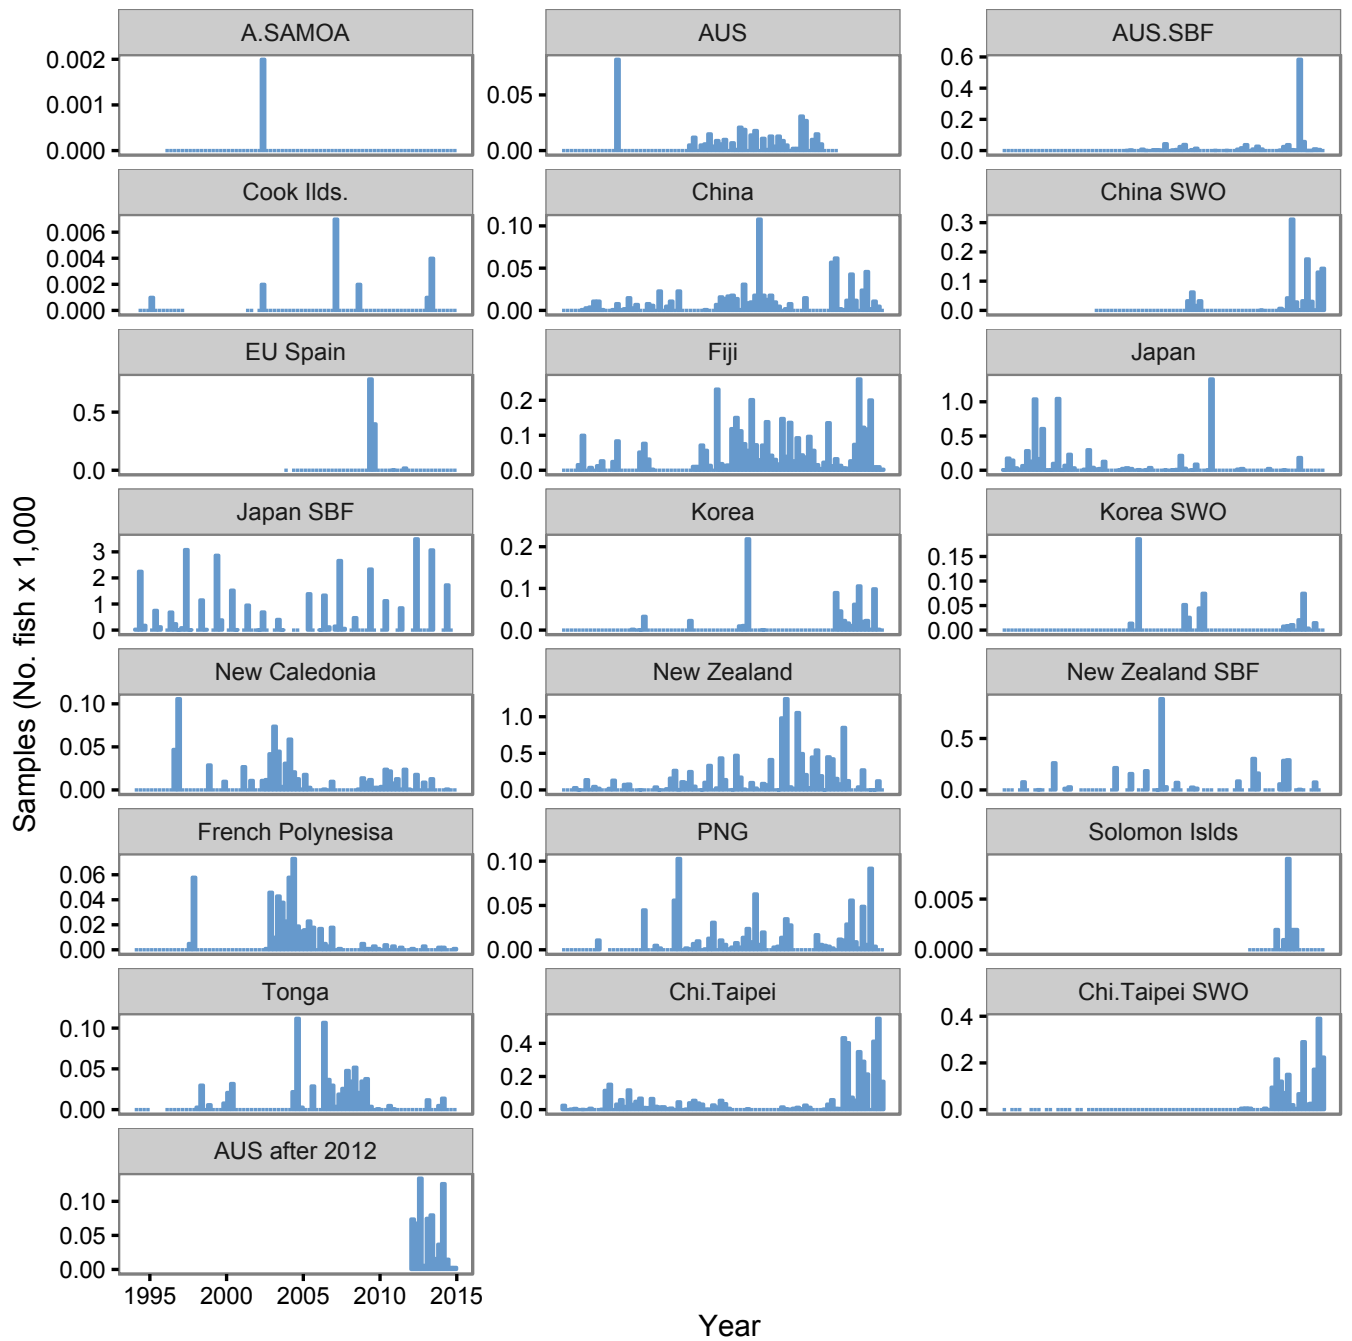 A.SAMOA
AUS
AUS.SBF
0.002
0.001
0.000
0.05
0.00
0.6
0.4
0.2
0.0
Cook Ilds.
China
China SWO
0.006
0.004
0.002
0.000
0.10
0.05
0.00
0.3
0.2
0.1
0.0
EU Spain
Fiji
Japan
0.5
0.0
0.2
0.1
0.0
1.0
0.5
0.0
Japan SBF
Korea
Korea SWO
3
2
1
0
0.2
0.1
0.0
0.15
0.10
0.05
0.00
New Caledonia
New Zealand
New Zealand SBF
0.10
0.05
0.00
1.0
0.5
0.0
0.5
0.0
French Polynesisa
PNG
Solomon Islds
0.06
0.04
0.02
0.00
0.10
0.05
0.00
0.005
0.000
Tonga
Chi.Taipei
Chi.Taipei SWO
0.10
0.05
0.00
0.4
0.2
0.0
0.4
0.2
0.0
AUS after 2012
0.10
0.05
0.00
1995 2000 2005 2010 2015
Samples (No. fish x 1,000
Year